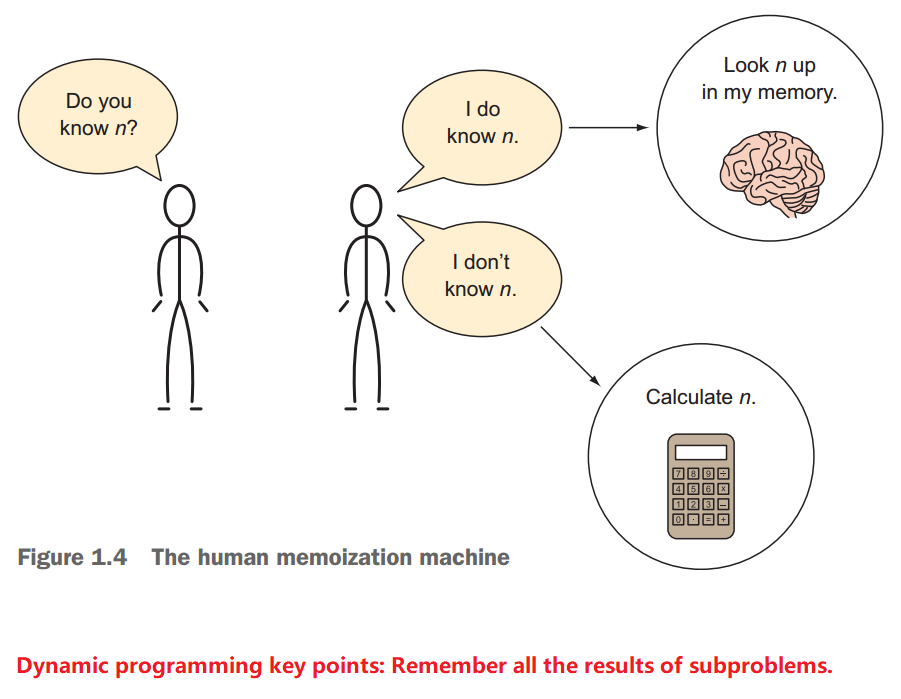 Do you
know n?
I do
know n.
Look n up
in my memory.
I don't
know n.
Calculate n.
7 8 9 ÷
4 5 6 x
1 2 3 –
0 · = +
Figure 1.4 The human memoization machine
Dynamic programming key points: Remember all the results of subproblems.